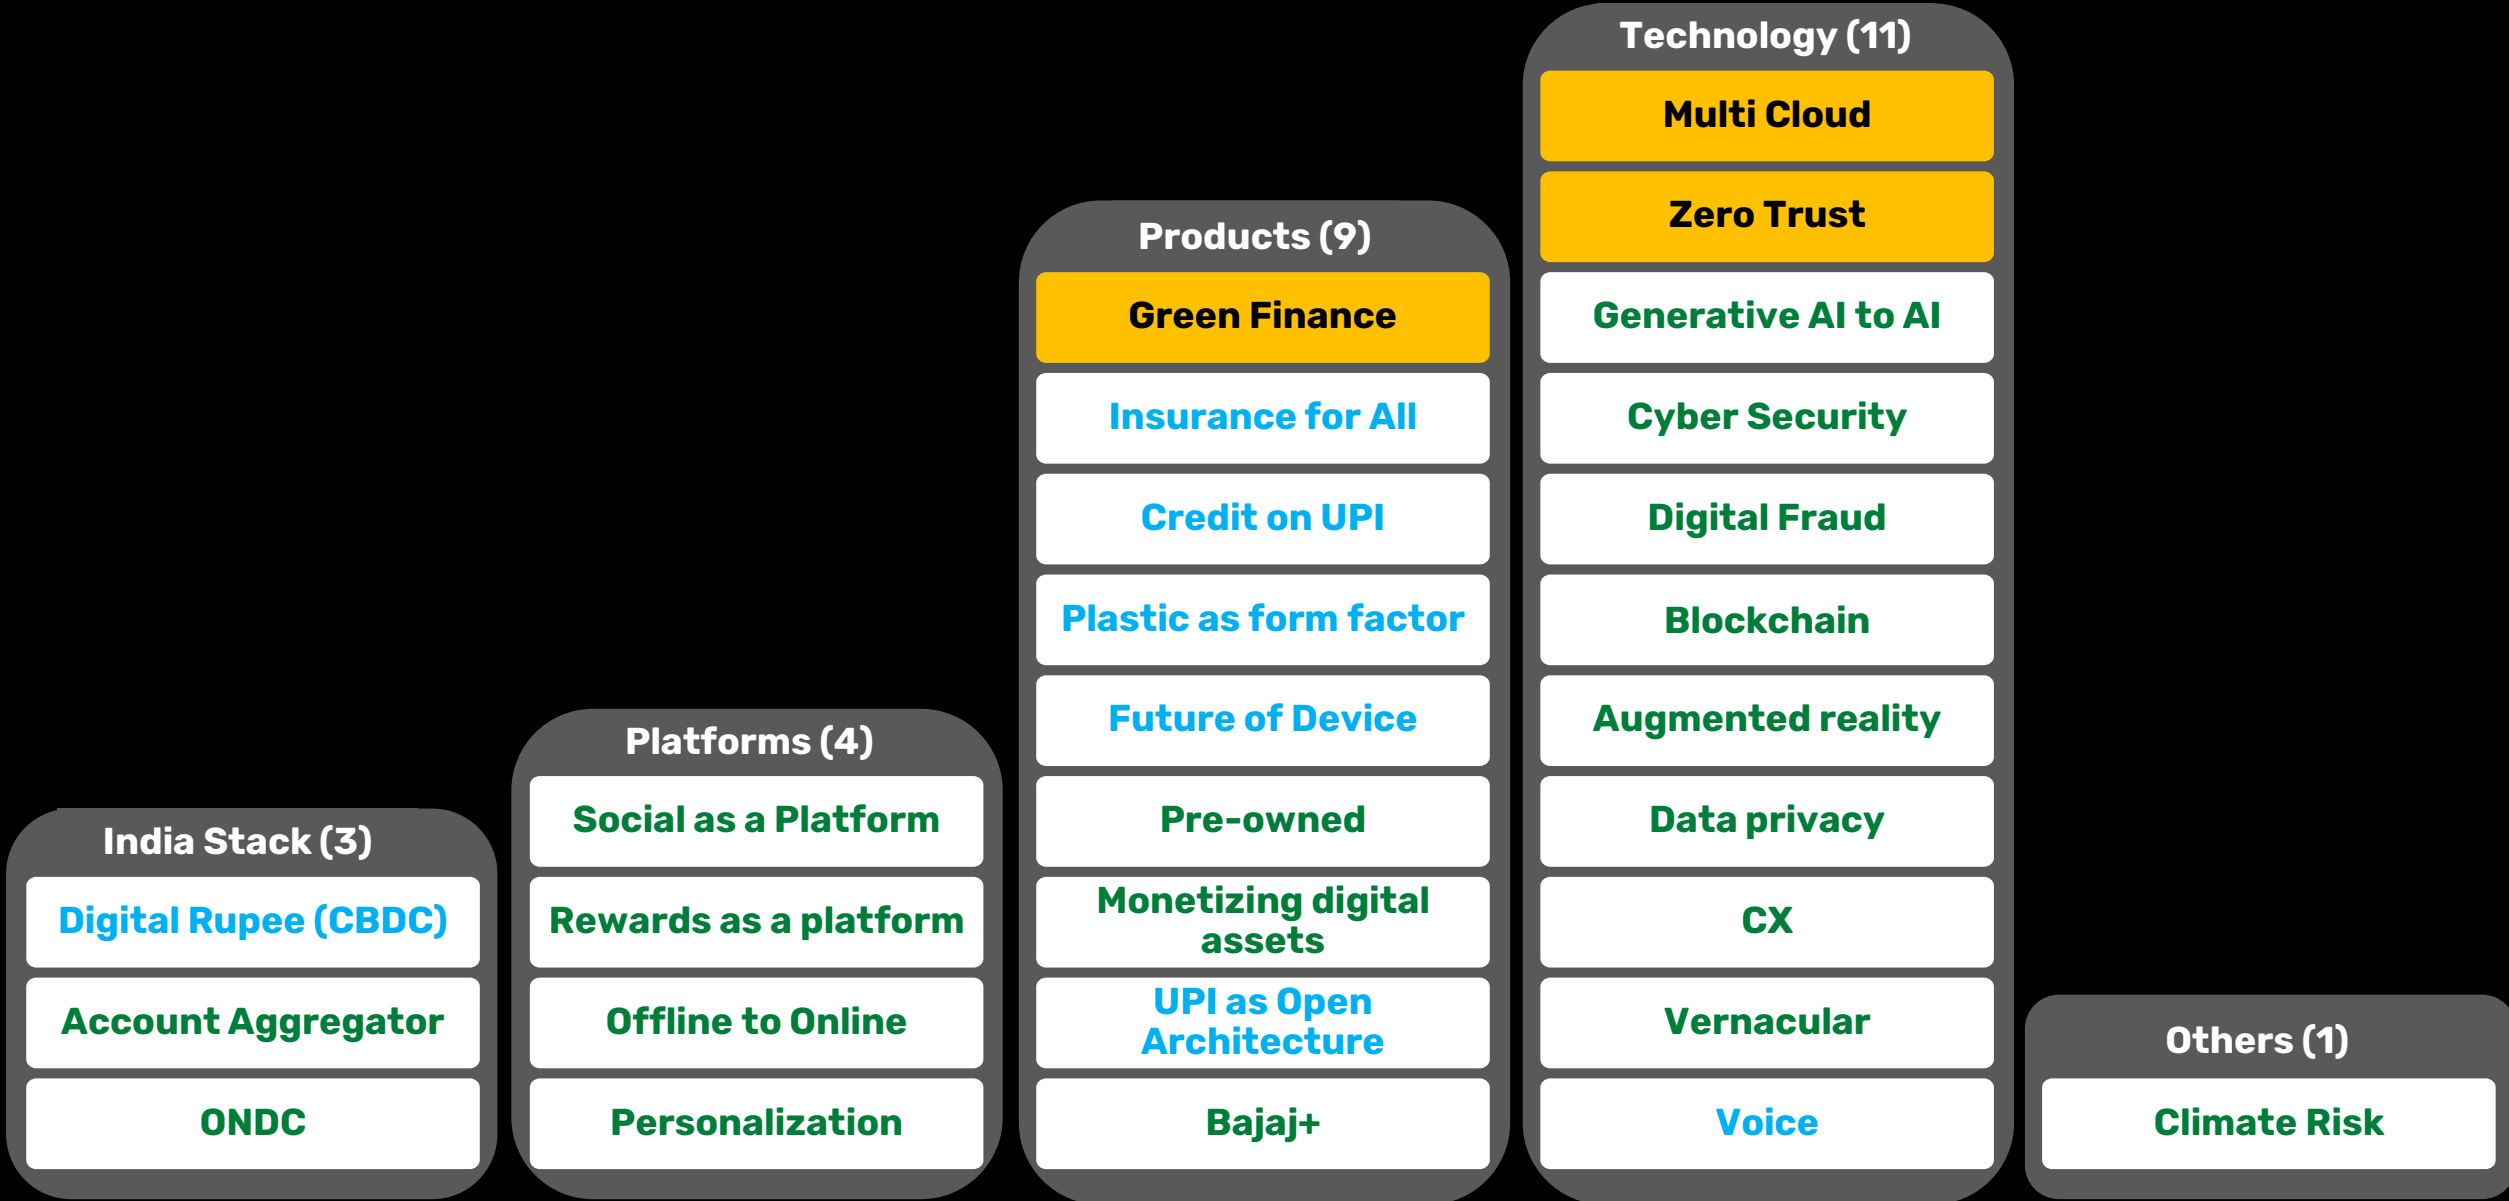 India Stack (3)
Digital Rupee (CBDC)
Account Aggregator
ONDC
Platforms (4)
Social as a Platform
Rewards as a platform
Offline to Online
Personalization
Products (9)
Green Finance
Insurance for All
Credit on UPI
Plastic as form factor
Future of Device
Pre-owned
Monetizing digital
assets
UPI as Open
Architecture
Bajaj+
Technology (11)
Multi Cloud
Zero Trust
Generative AI to AI
Cyber Security
Digital Fraud
Blockchain
Augmented reality
Data privacy
CX
Vernacular
Voice
Others (1)
Climate Risk